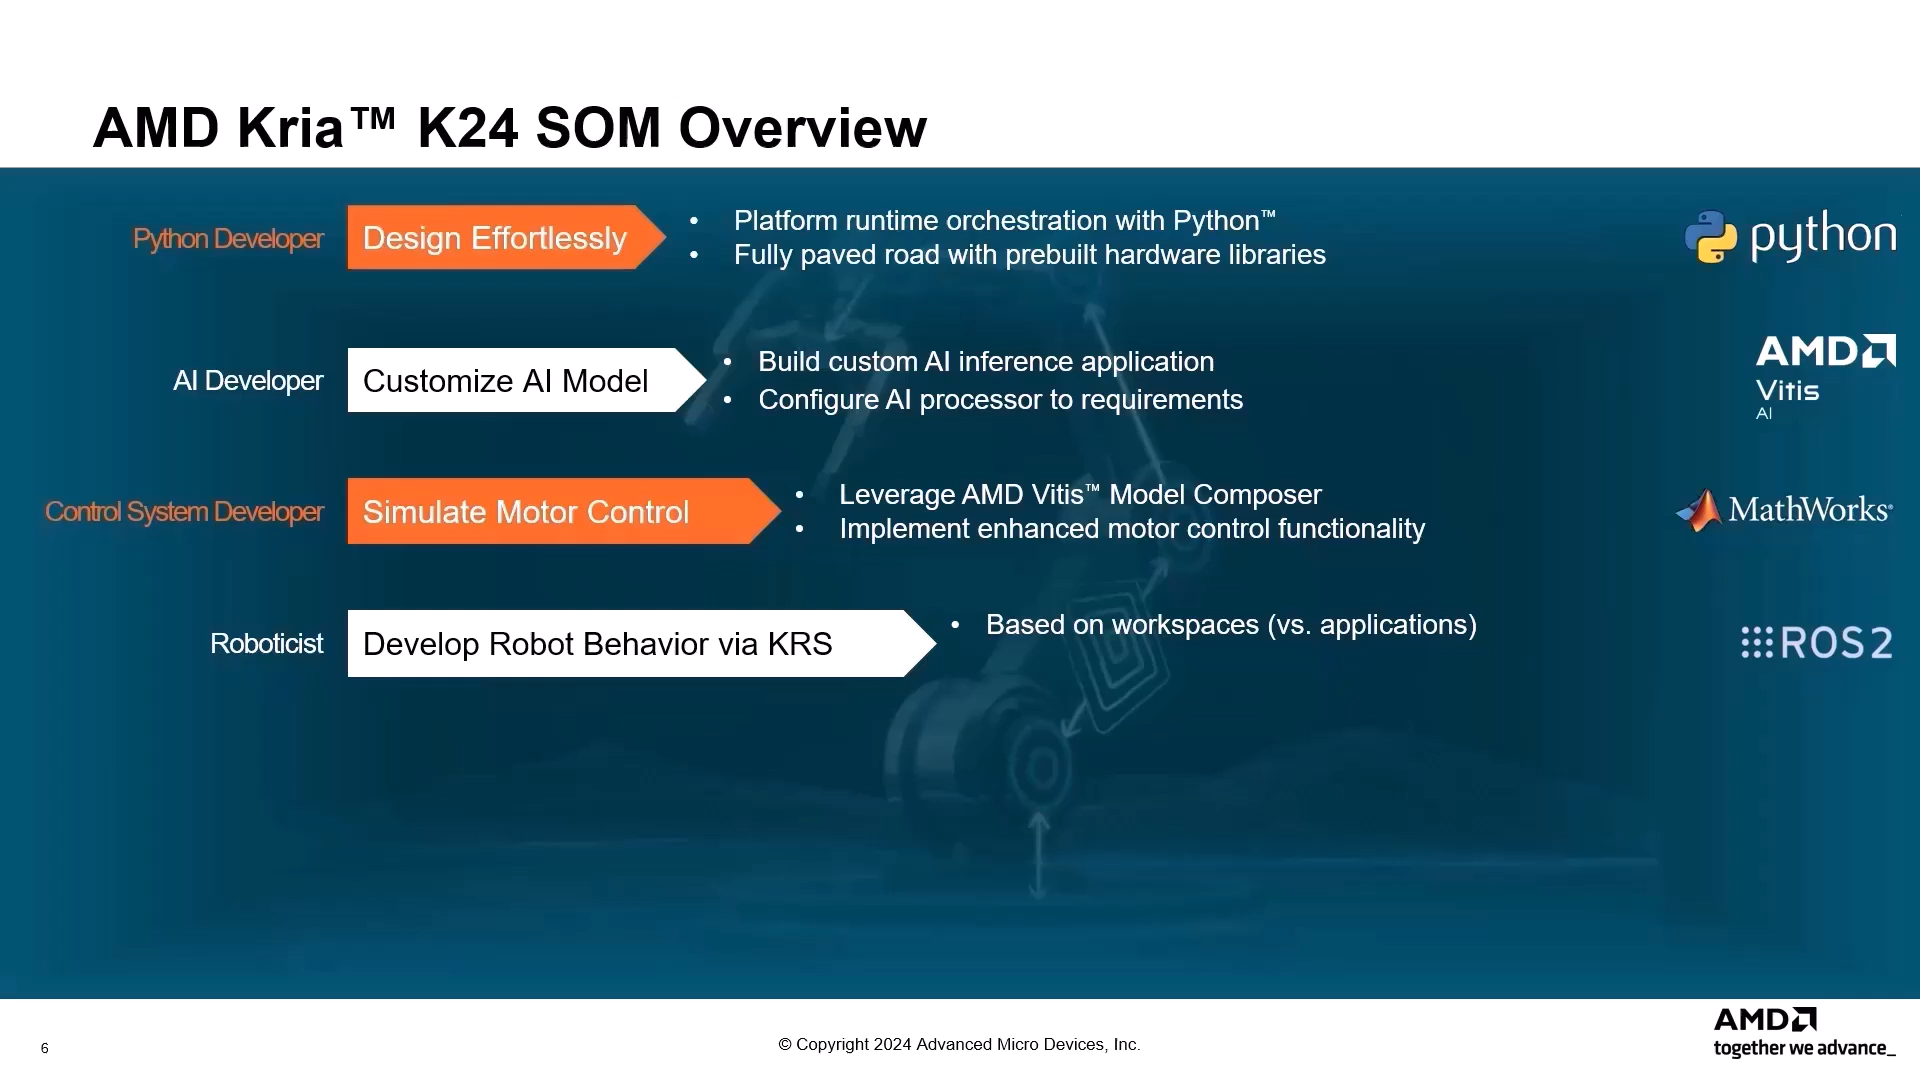 AMD Kria™ K24 SOM Overview
Python Developer
Design Effortlessly
• Platform runtime orchestration with Python™
• Fully paved road with prebuilt hardware libraries
python
AI Developer
Customize AI Model
• Build custom AI inference application
• Configure AI processor to requirements
AMD
Vitis
AI
Control System Developer
Simulate Motor Control
• Leverage AMD Vitis™ Model Composer
• Implement enhanced motor control functionality
MathWorks®
Roboticist
Develop Robot Behavior via KRS
• Based on workspaces (vs. applications)
ROS 2
6
© Copyright 2024 Advanced Micro Devices, Inc.
AMD
together we advance_